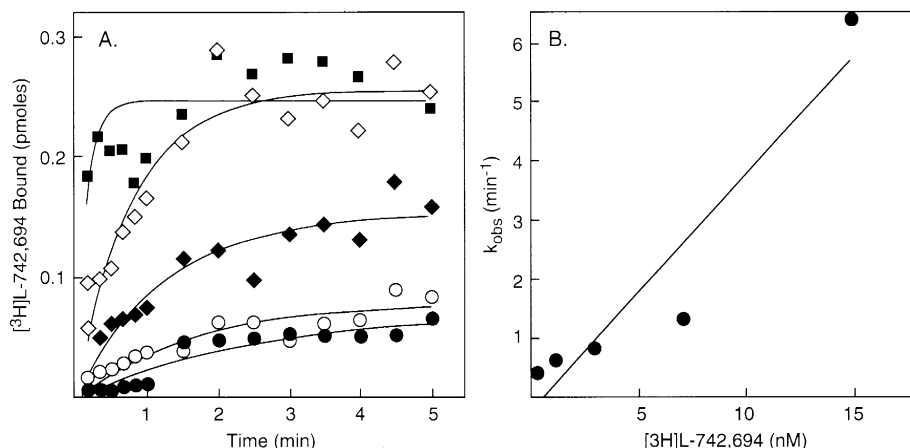 A.
[³H]L-742,694 Bound (pmoles)
0.3
0.2
0.1
1
2
3
4
5
Time (min)
B.
kobs (min-1)
6
5
4
3
2
1
5
10
15
[³H]L-742,694 (nM)